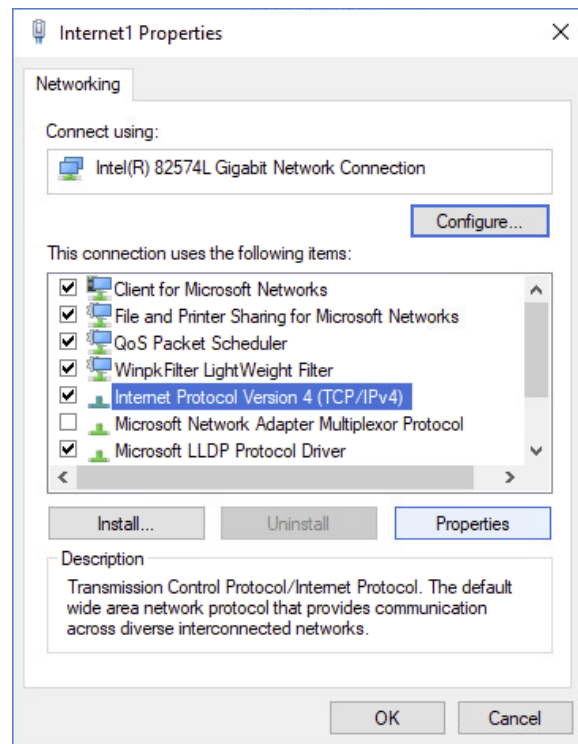 Internet1 Properties
Networking
Connect using:
Intel(R) 82574L Gigabit Network Connection
Configure...
This connection uses the following items:
Client for Microsoft Networks
File and Printer Sharing for Microsoft Networks
QoS Packet Scheduler
WinpkFilter LightWeight Filter
Internet Protocol Version 4 (TCP/IPv4)
Microsoft Network Adapter Multiplexor Protocol
Microsoft LLDP Protocol Driver
Install...
Uninstall
Properties
Description
Transmission Control Protocol/Internet Protocol. The default
wide area network protocol that provides communication
across diverse interconnected networks.
OK
Cancel